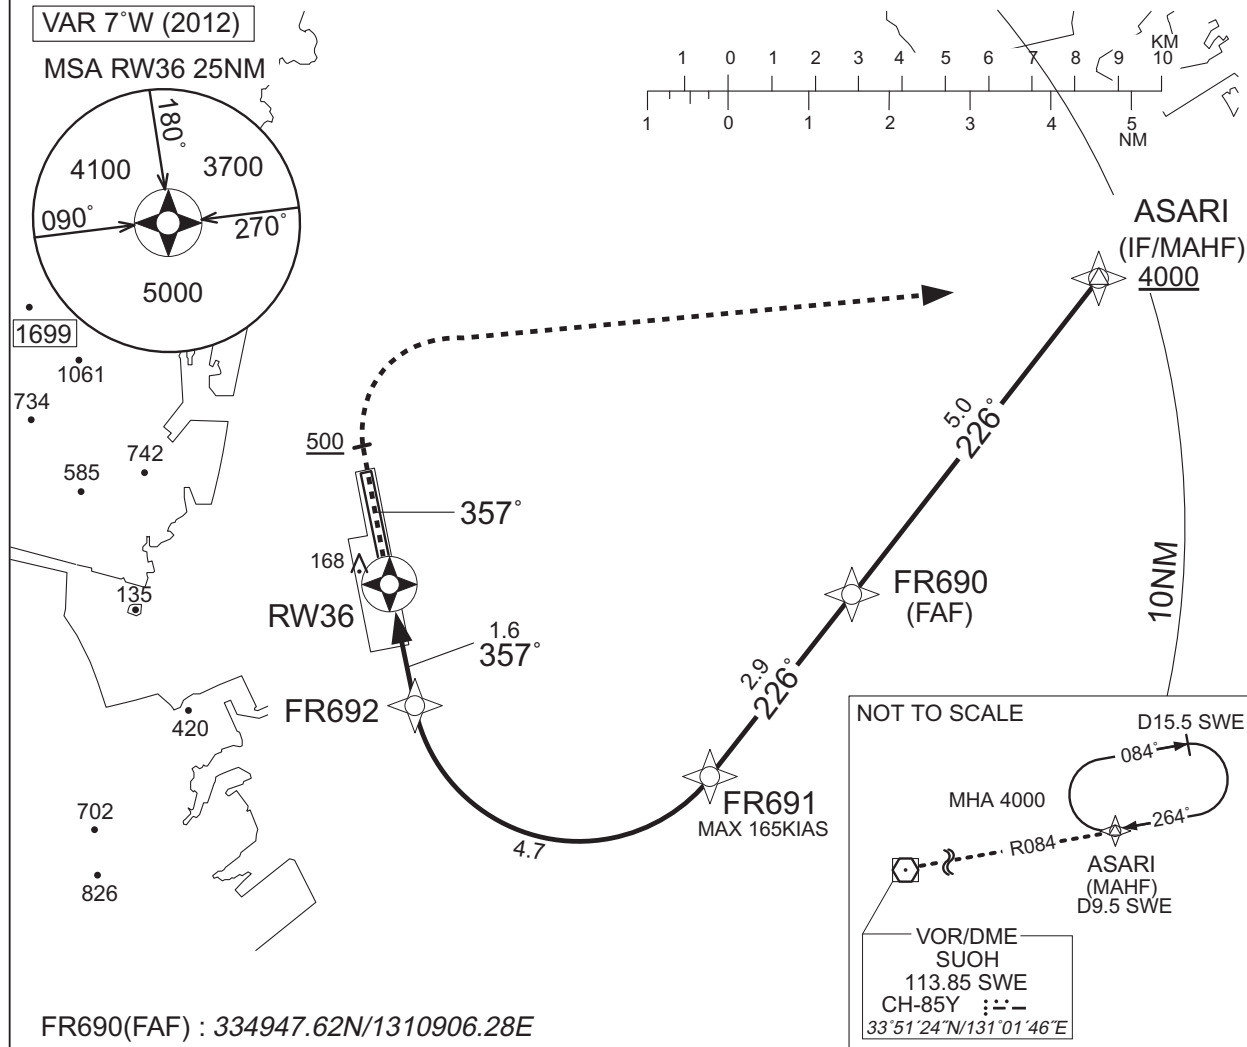 VAR 7°W (2012)
MSA RW36 25NM
180°
4100
3700
090°
270°
5000
KM
1 0 1 2 3 4 5 6 7 8 9 10
1 0 1 2 3 4 5
NM
ASARI
(IF/MAHF)
4000
1699
1061
734
742
585
500
5.0
226°
357°
168
135
RW36
FR690
(FAF)
10NM
1.6
357°
2.9
226°
FR692
420
FR691
MAX 165KIAS
4.7
702
826
NOT TO SCALE
D15.5 SWE
084°
MHA 4000
264°
R084
ASARI
(MAHF)
D9.5 SWE
VOR/DME
SUOH
113.85 SWE
CH-85Y
33°51´24˝N/131°01´46˝E
FR690(FAF) : 334947.62N/1310906.28E